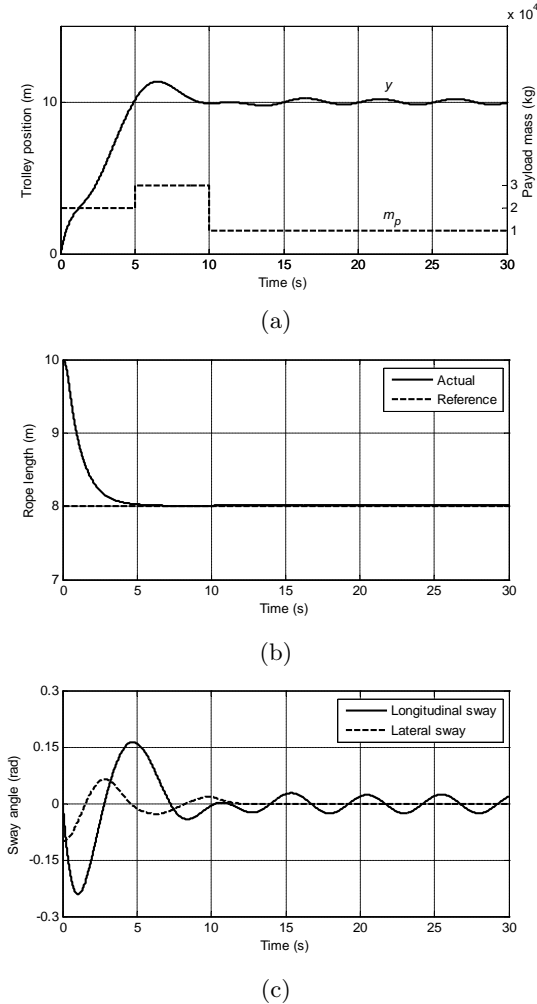 x 10⁴
Trolley position (m)
10
0
y
m_p
3
2
1
Payload mass (kg)
0 5 10 15 20 25 30
Time (s)
(a)
Rope length (m)
10
9
8
7
Actual
Reference
0 5 10 15 20 25 30
Time (s)
(b)
Sway angle (rad)
0.3
0.15
0
-0.15
-0.3
Longitudinal sway
Lateral sway
0 5 10 15 20 25 30
Time (s)
(c)